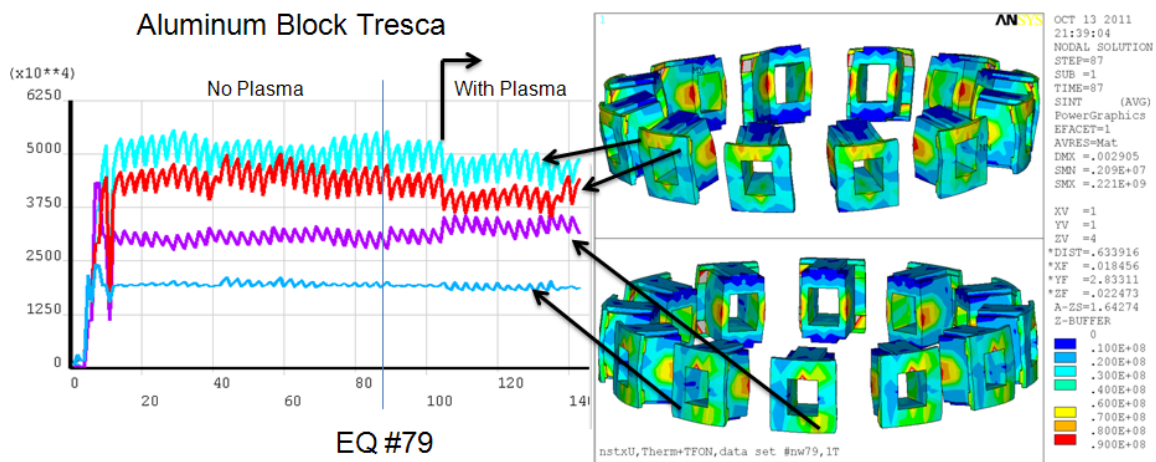 Aluminum Block Tresca
(x10**4)
6250
5000
3750
2500
1250
0
No Plasma
With Plasma
0
20
40
60
80
100
120
140
EQ #79
1
ANSYS
OCT 13 2011
21:39:04
NODAL SOLUTION
STEP=87
SUB =1
TIME=87
SINT (AVG)
PowerGraphics
EFACET=1
AVRES=Mat
DMX =.002905
SMN =.209E+07
SMX =.221E+09
XV =1
YV =1
ZV =4
*DIST=.633916
*XF =.018456
*YF =2.83311
*ZF =.022473
A-ZS=1.64274
Z-BUFFER
0
.100E+08
.200E+08
.300E+08
.400E+08
.600E+08
.700E+08
.800E+08
.900E+08
nstxU,Therm+TFON,data set #nw79,1T